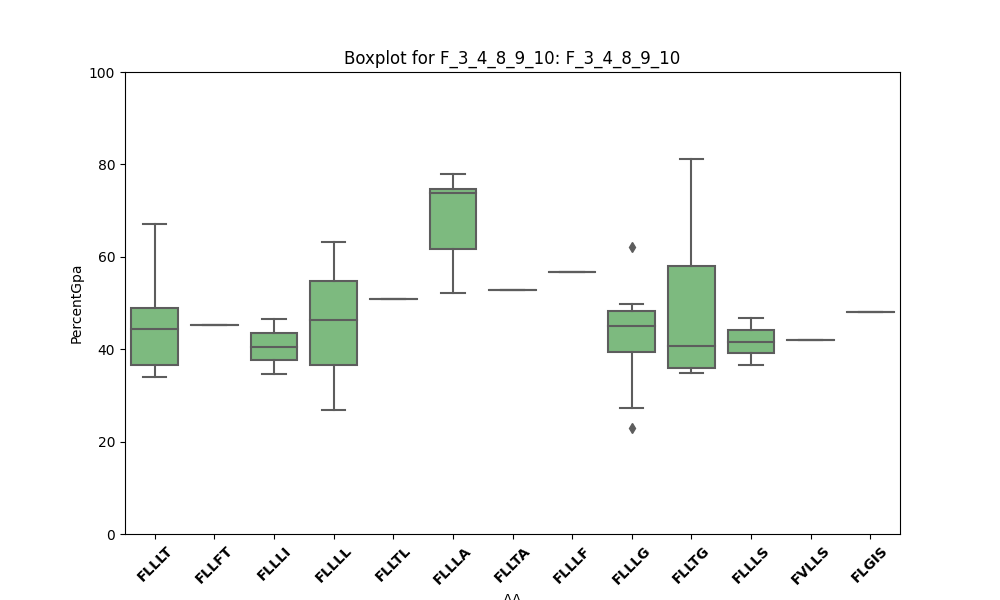 Boxplot for F_3_4_8_9_10: F_3_4_8_9_10
100
80
60
40
20
0
PercentGpa
FLLLT FLLFT FLLLI FLLLL FLLTL FLLLA FLLTA FLLLF FLLLG FLLTG FLLLS FVLLS FLGIS
AA